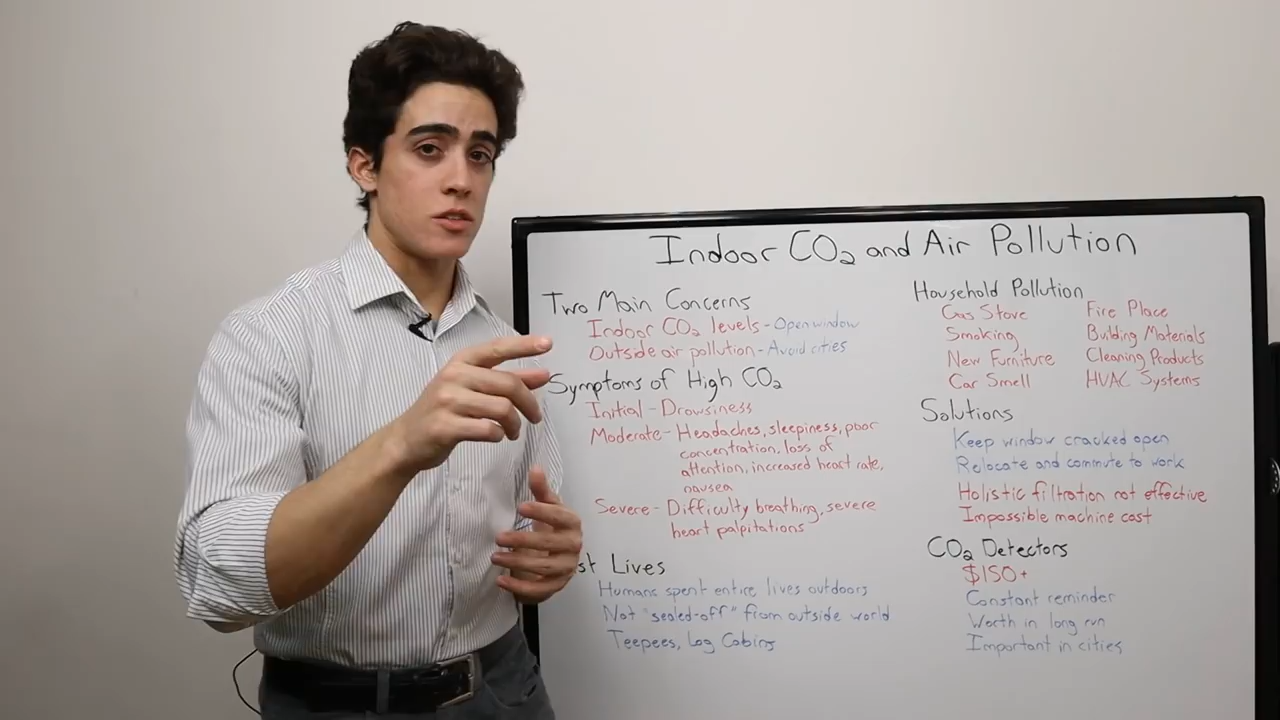 Indoor CO₂ and Air Pollution
Two Main Concerns
Indoor CO₂ levels - Open window
Outside air pollution - Avoid cities
Symptoms of High CO₂
Initial - Drowsiness
Moderate - Headaches, sleepiness, poor
concentration, loss of
attention, increased heart rate,
nausea
Severe - Difficulty breathing, severe
heart palpitations
st Lives
Humans spent entire lives outdoors
Not "sealed-off" from outside world
Teepees, Log Cabins
Household Pollution
Gas Stove Fire Place
Smoking Building Materials
New Furniture Cleaning Products
Car Smell HVAC Systems
Solutions
Keep window cracked open
Relocate and commute to work
Holistic filtration not effective
Impossible machine cost
CO₂ Detectors
$150+
Constant reminder
Worth in long run
Important in cities